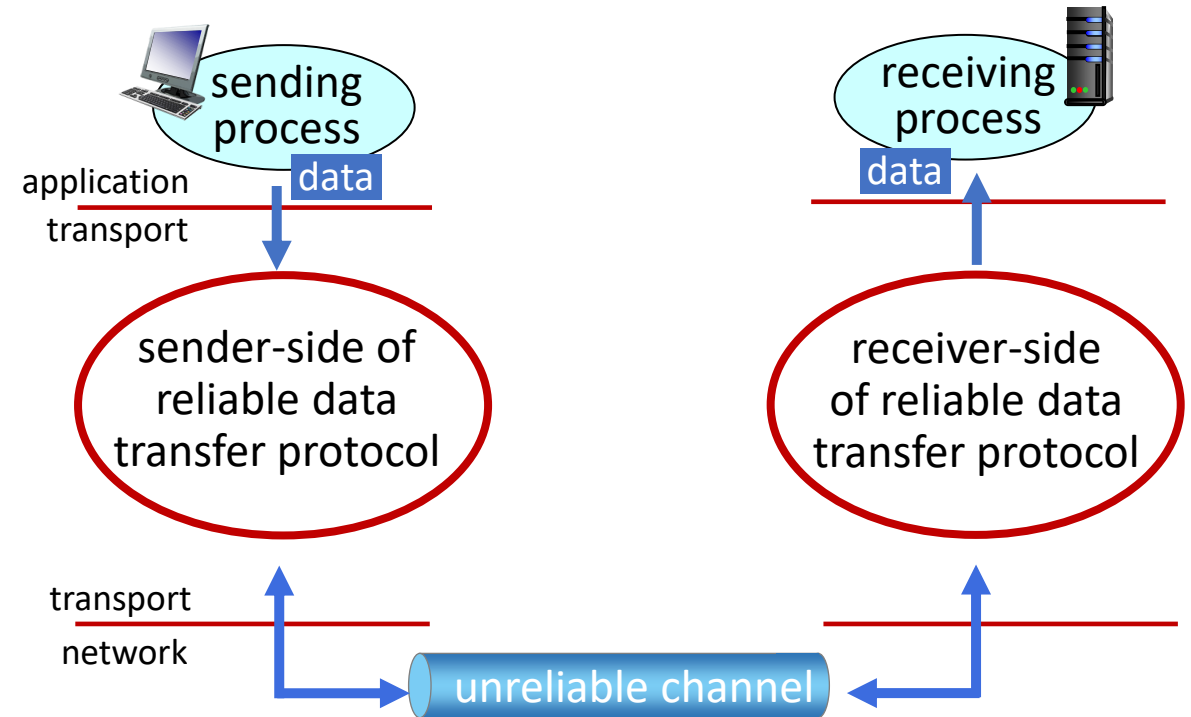 sending
process
data
application
transport
sender-side of
reliable data
transfer protocol
transport
network
receiving
process
data
receiver-side
of reliable data
transfer protocol
unreliable channel